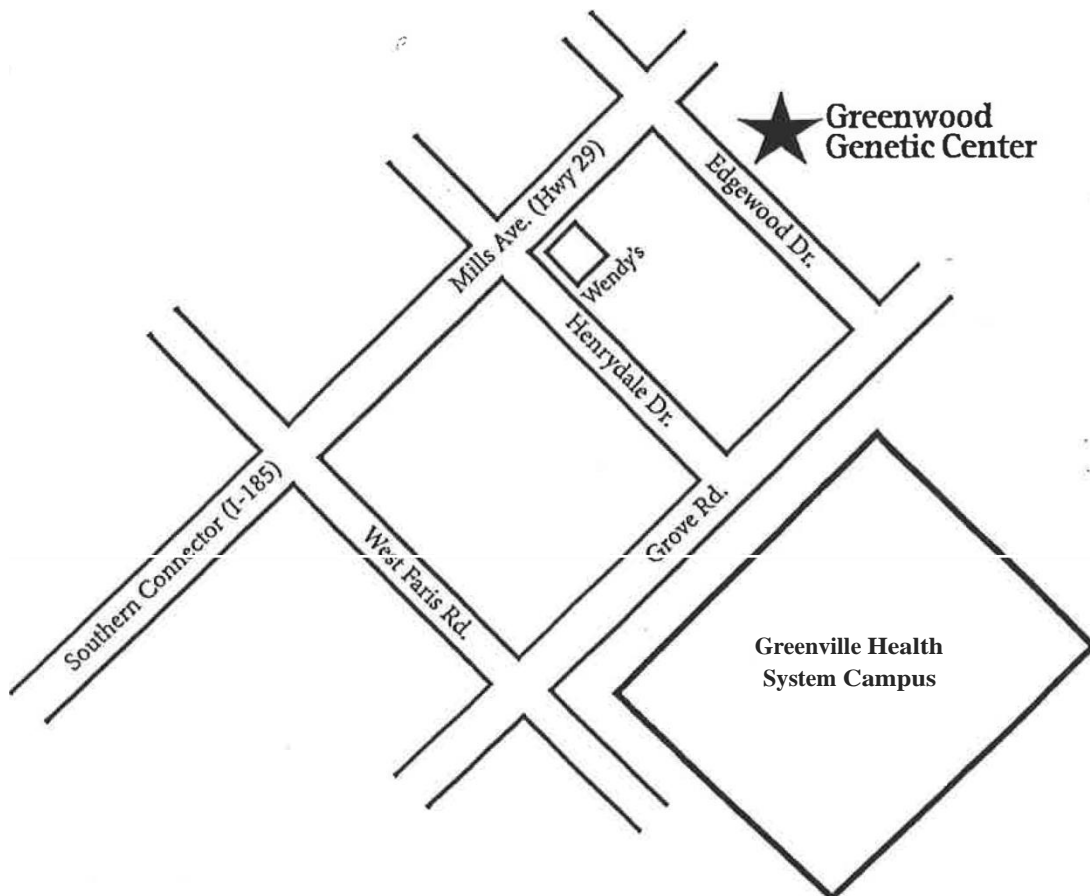 Greenwood
Genetic Center
Edgewood Dr.
Mills Ave. (Hwy 29)
Wendy's
Henrydale Dr.
Southern Connector (I-185)
West Faris Rd.
Grove Rd.
Greenville Health
System Campus